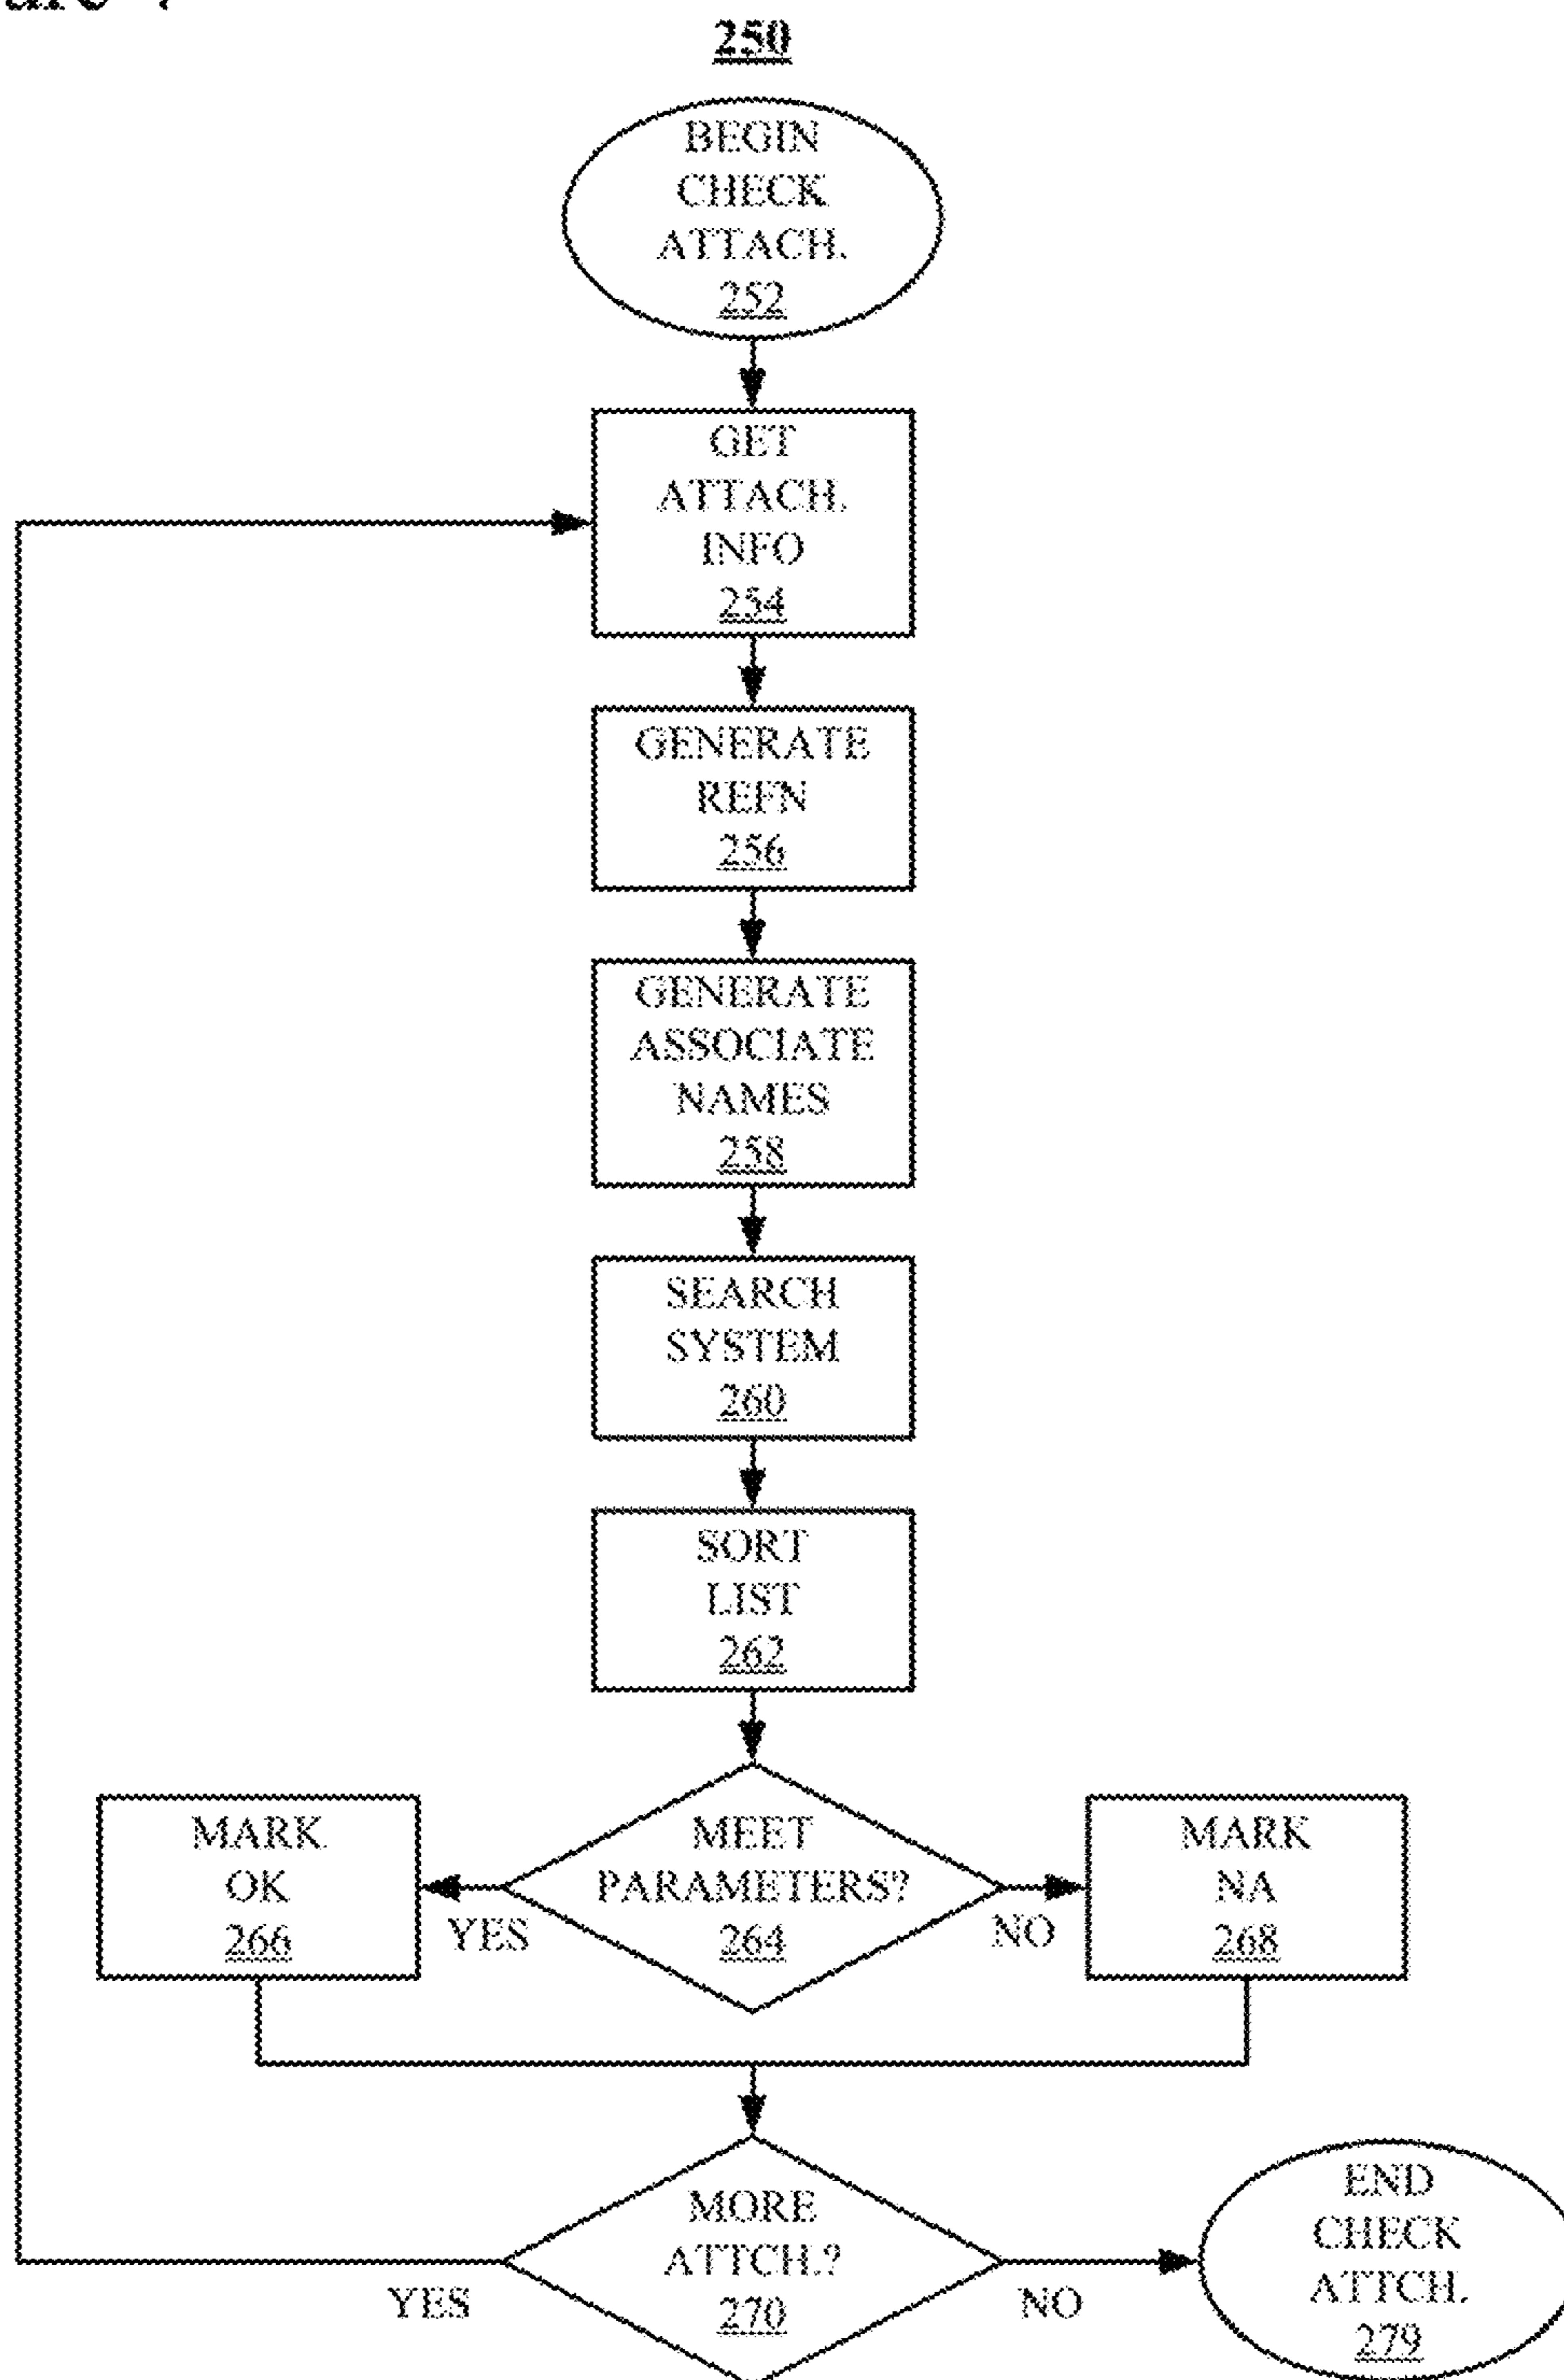 250
BEGIN
CHECK
ATTACH.
252
GET
ATTACH.
INFO
254
GENERATE
REFN
256
GENERATE
ASSOCIATE
NAMES
258
SEARCH
SYSTEM
260
SORT
LIST
262
MARK
OK
266
YES
MEET
PARAMETERS?
264
NO
MARK
NA
268
MORE
ATTCH.?
270
YES
NO
END
CHECK
ATTCH.
279